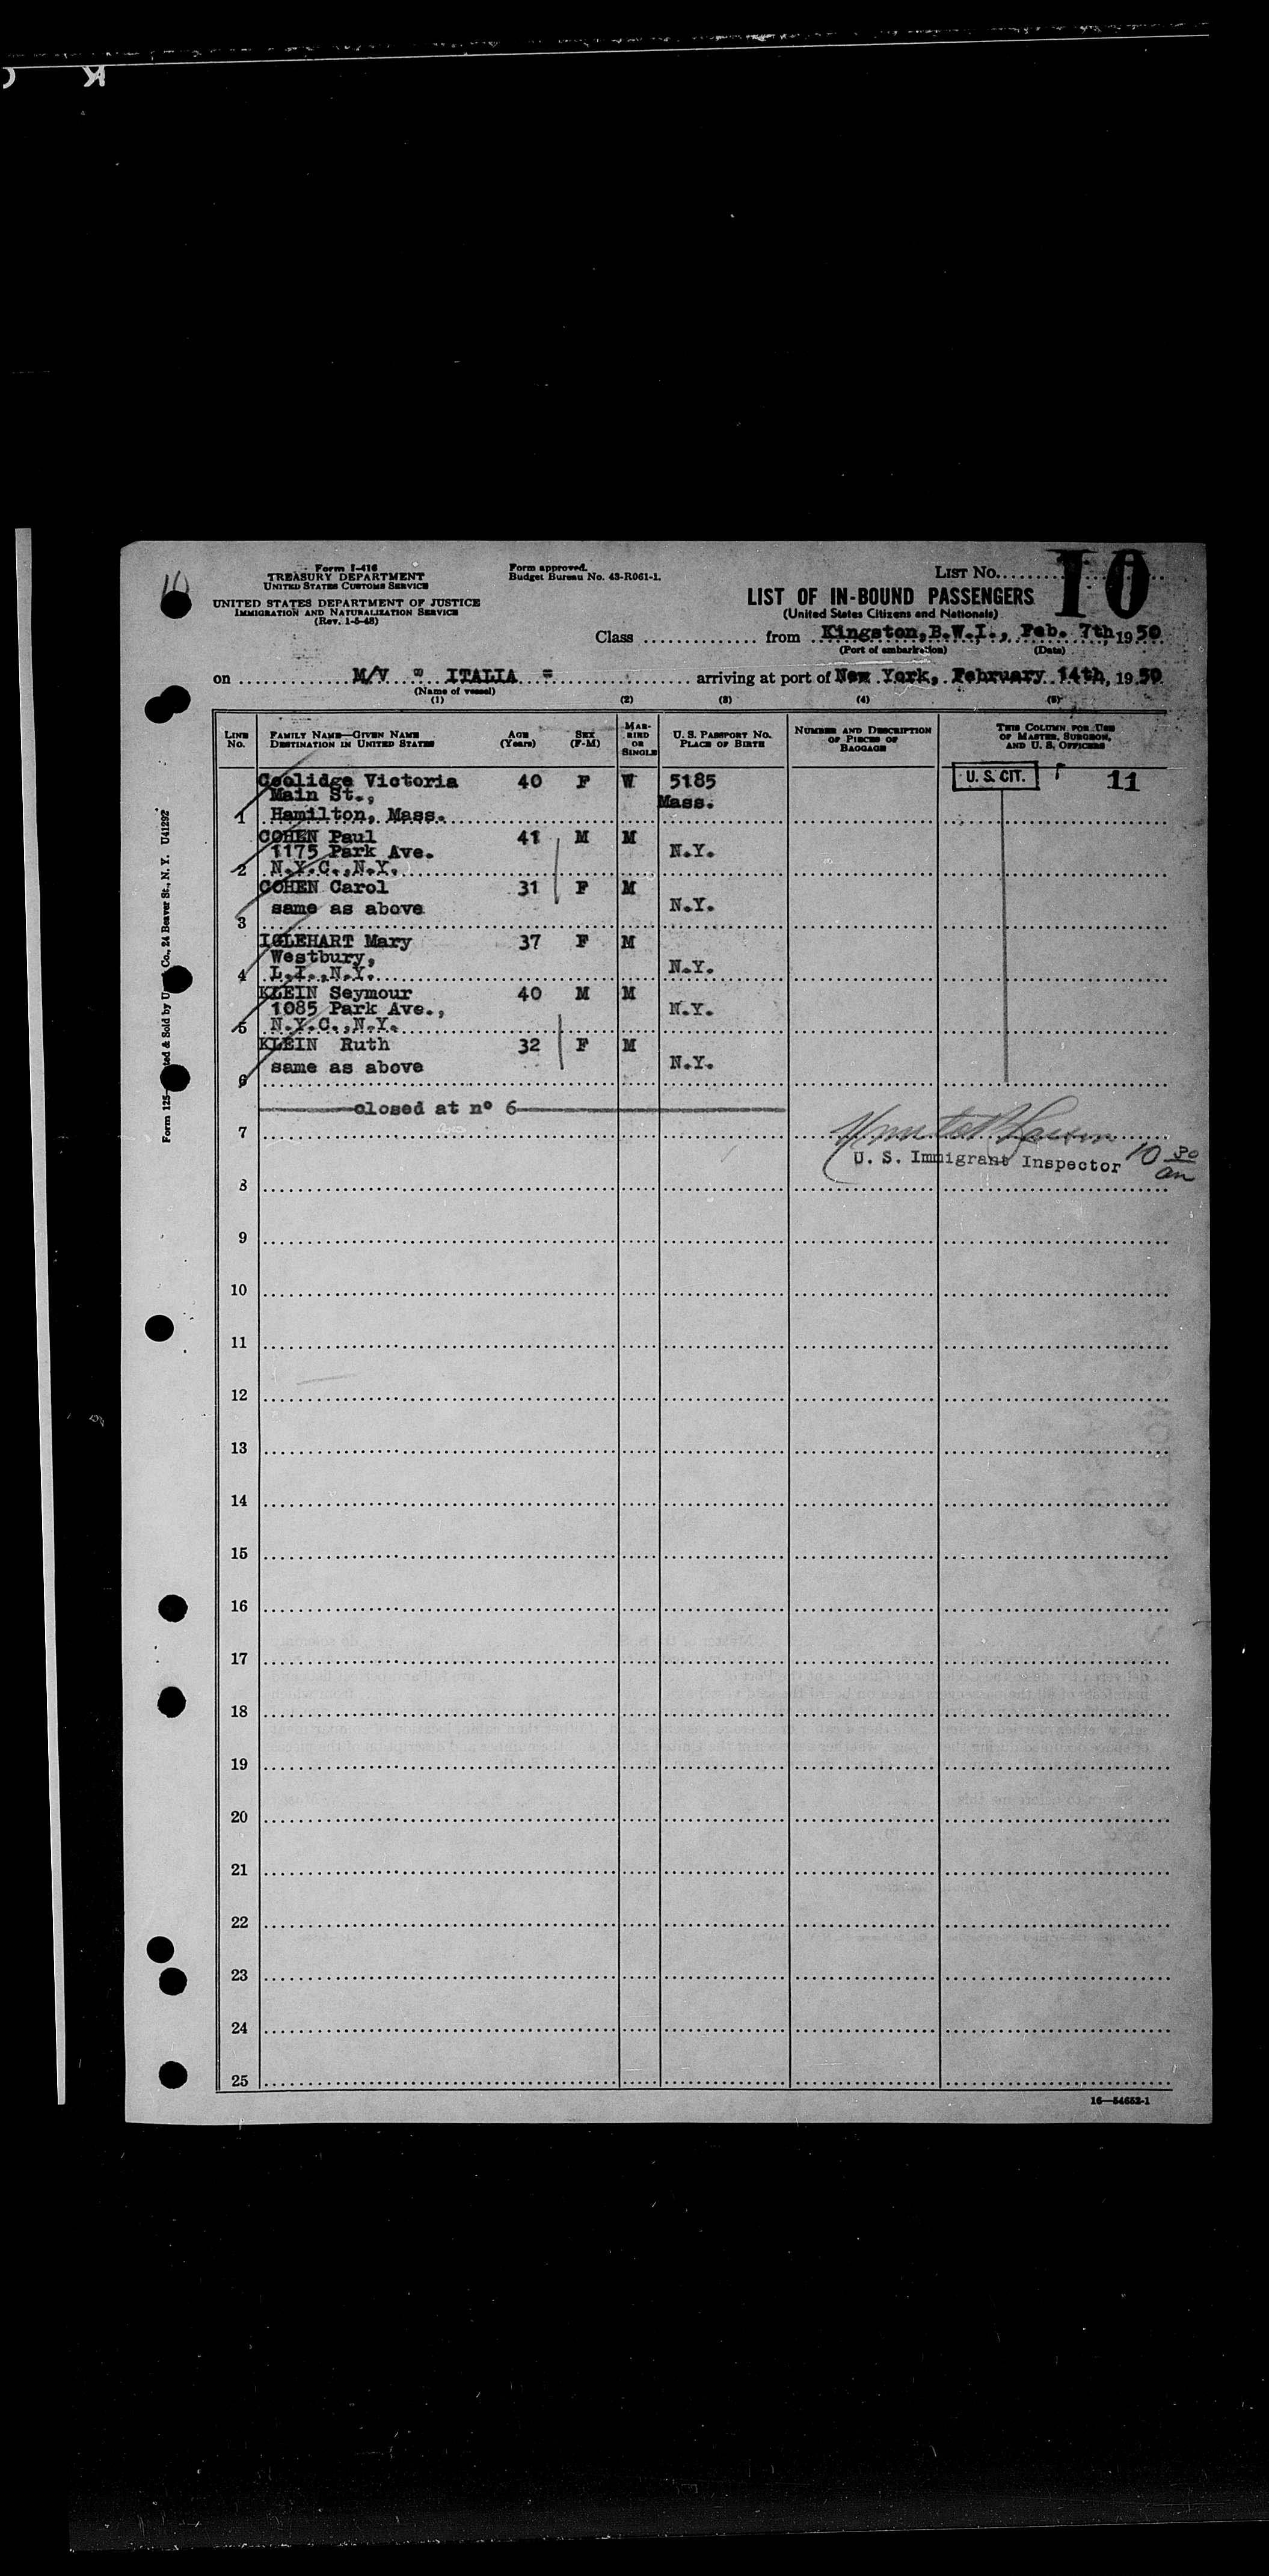 10
Form I-416
TREASURY DEPARTMENT
UNITED STATES CUSTOMS SERVICE
UNITED STATES DEPARTMENT OF JUSTICE
IMMIGRATION AND NATURALIZATION SERVICE
(Rev. 1-5-48)
Form approved.
Budget Bureau No. 43-R061-1.
LIST NO. 10
LIST OF IN-BOUND PASSENGERS
(United States Citizens and Nationals)
Class from Kingston, B.W.I., Feb. 7th, 1950
(Port of embarkation) (Date)
on M/V " ITALIA " arriving at port of New York, February 14th, 1950
(Name of vessel)
(1) (2) (3) (4) (5)
LINE No. FAMILY NAME—GIVEN NAME DESTINATION IN UNITED STATES AGE (Years) SEX (F-M) MARRIED OR SINGLE U. S. PASSPORT NO. PLACE OF BIRTH NUMBER AND DESCRIPTION OF PIECES OF BAGGAGE THIS COLUMN FOR USE OF MASTER, SURGEON, AND U. S. OFFICERS
Coolidge Victoria 40 F W 5185 U. S. CIT. 11
Main St., Mass.
1 Hamilton, Mass.
COHEN Paul 41 M M
1175 Park Ave. N.Y.
2 N.Y.C.,N.Y.
COHEN Carol 31 F M
same as above N.Y.
3
IGLEHART Mary 37 F M
Westbury, N.Y.
4 L.I.,N.Y.
KLEIN Seymour 40 M M
1085 Park Ave., N.Y.
5 N.Y.C.,N.Y.
KLEIN Ruth 32 F M
same as above N.Y.
6
closed at nº 6
7
U. S. Immigrant Inspector 10 30 am
8
9
10
11
12
13
14
15
16
17
18
19
20
21
22
23
24
25
16—54652-1
Co., 24 Beaver St., N. Y. U41292